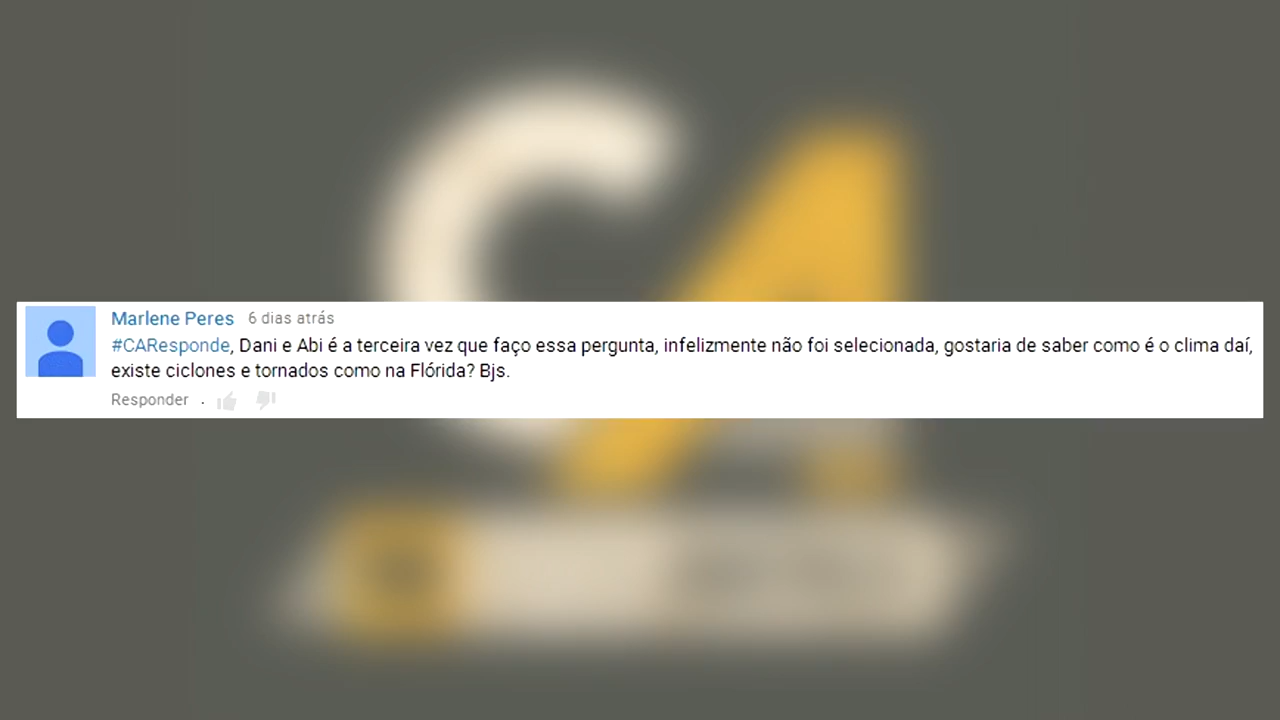 Marlene Peres 6 dias atrás
#CAResponde, Dani e Abi é a terceira vez que faço essa pergunta, infelizmente não foi selecionada, gostaria de saber como é o clima daí,
existe ciclones e tornados como na Flórida? Bjs.
Responder .
CA